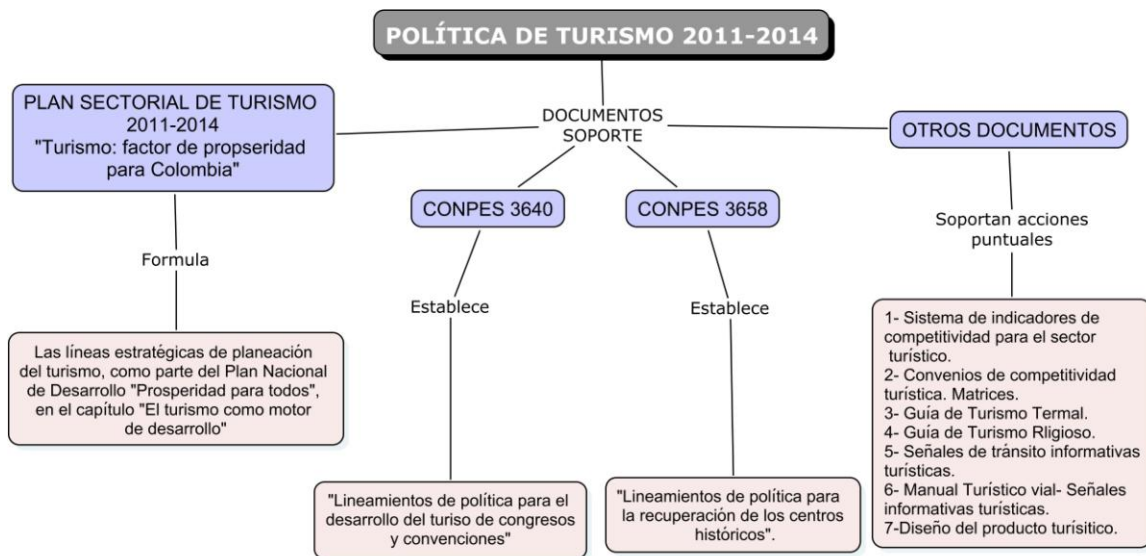 POLÍTICA DE TURISMO 2011-2014
PLAN SECTORIAL DE TURISMO
2011-2014
"Turismo: factor de propseridad
para Colombia"
DOCUMENTOS
SOPORTE
OTROS DOCUMENTOS
CONPES 3640
CONPES 3658
Formula
Establece
Establece
Soportan acciones
puntuales
Las líneas estratégicas de planeación
del turismo, como parte del Plan Nacional
de Desarrollo "Prosperidad para todos",
en el capítulo "El turismo como motor
de desarrollo"
"Lineamientos de política para el
desarrollo del turiso de congresos
y convenciones"
"Lineamientos de política para
la recuperación de los centros
históricos".
1- Sistema de indicadores de
competitividad para el sector
turístico.
2- Convenios de competitividad
turística. Matrices.
3- Guía de Turismo Termal.
4- Guía de Turismo Rligioso.
5- Señales de tránsito informativas
turísticas.
6- Manual Turístico vial- Señales
informativas turísticas.
7-Diseño del producto turísitico.